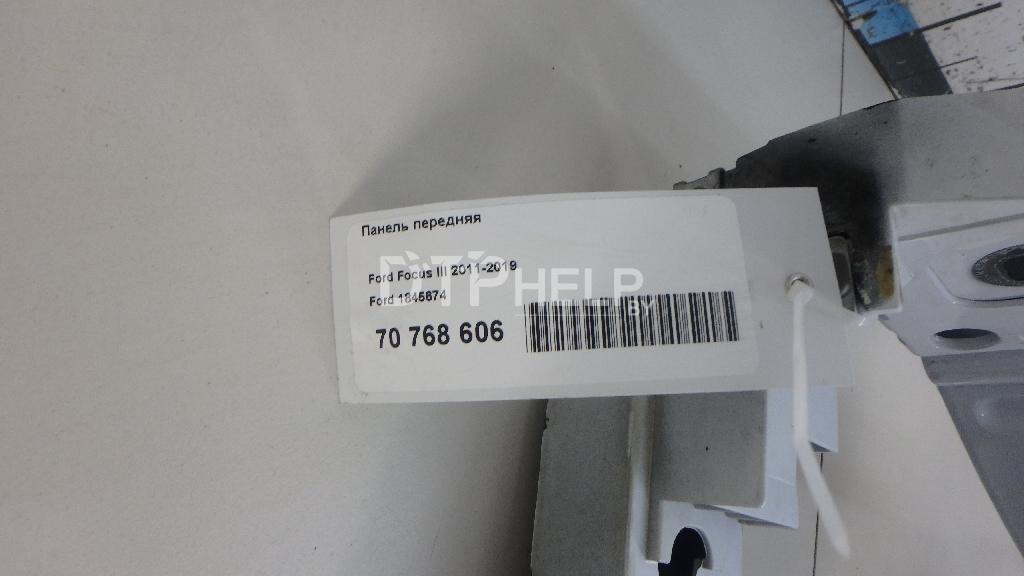 Панель передняя
Ford Focus III 2011-2019
Ford 1845674
70 768 606
DTPHELP
BY